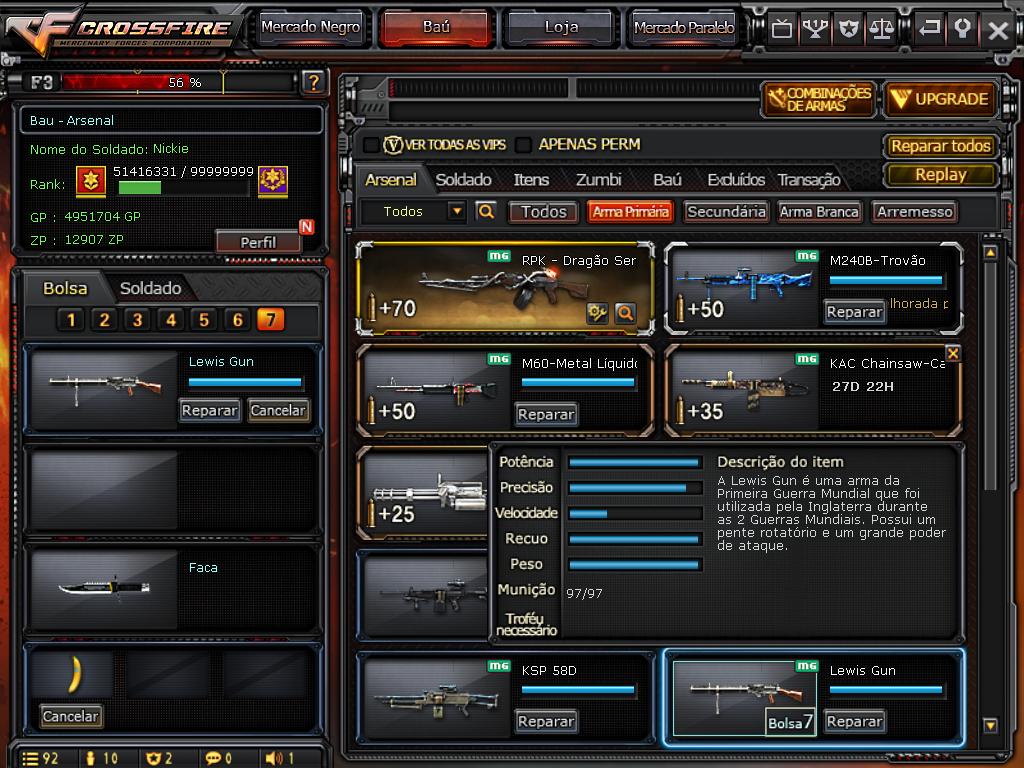 CROSSFIRE
MERCENARY FORCES CORPORATION
Mercado Negro
Baú
Loja
Mercado Paralelo
F3
56 %
?
Bau - Arsenal
Nome do Soldado: Nickie
Rank:
51416331 / 99999999
GP : 4951704 GP
ZP : 12907 ZP
N
Perfil
Bolsa
Soldado
1 2 3 4 5 6 7
Lewis Gun
Reparar
Cancelar
Faca
Cancelar
92
10
2
0
1
COMBINAÇÕES
DE ARMAS
UPGRADE
V VER TODAS AS VIPS
APENAS PERM
Reparar todos
Replay
Arsenal
Soldado
Itens
Zumbi
Baú
Excluídos
Transação
Todos
Todos
Arma Primária
Secundária
Arma Branca
Arremesso
MG
RPK - Dragão Ser
+70
MG
M240B-Trovão
+50
Reparar
lhorada p
MG
M60-Metal Líquido
+50
Reparar
MG
KAC Chainsaw-Ca
27D 22H
+35
+25
Potência
Precisão
Velocidade
Recuo
Peso
Munição
97/97
Troféu
necessário
Descrição do item
A Lewis Gun é uma arma da
Primeira Guerra Mundial que foi
utilizada pela Inglaterra durante
as 2 Guerras Mundiais. Possui um
pente rotatório e um grande poder
de ataque.
MG
KSP 58D
Reparar
MG
Lewis Gun
Bolsa7
Reparar